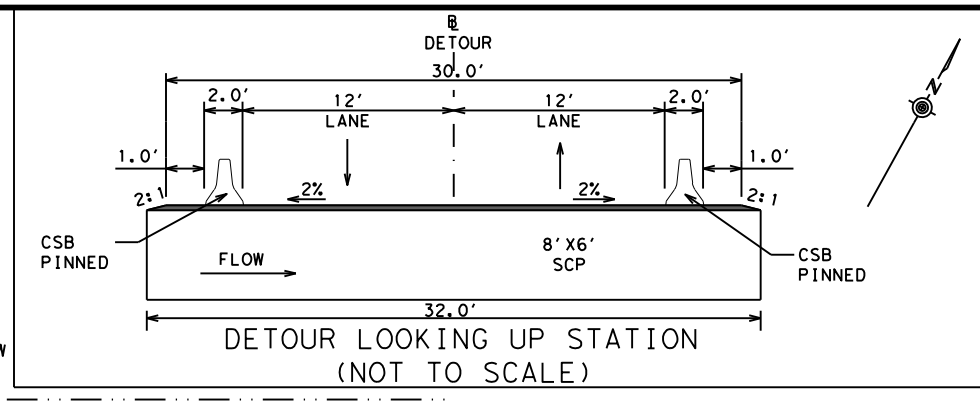 ℄
DETOUR
30.0'
2.0' 12' 12' 2.0'
LANE LANE
1.0' 1.0'
2:1 2% 2% 2:1
CSB
PINNED
FLOW
8'X6'
SCP
CSB
PINNED
32.0'
DETOUR LOOKING UP STATION
(NOT TO SCALE)
N
W